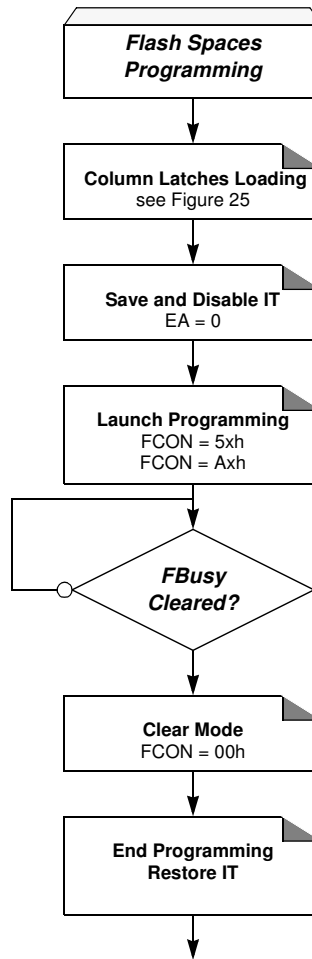 Flash Spaces
Programming
Column Latches Loading
see Figure 25
Save and Disable IT
EA = 0
Launch Programming
FCON = 5xh
FCON = Axh
FBusy
Cleared?
Clear Mode
FCON = 00h
End Programming
Restore IT